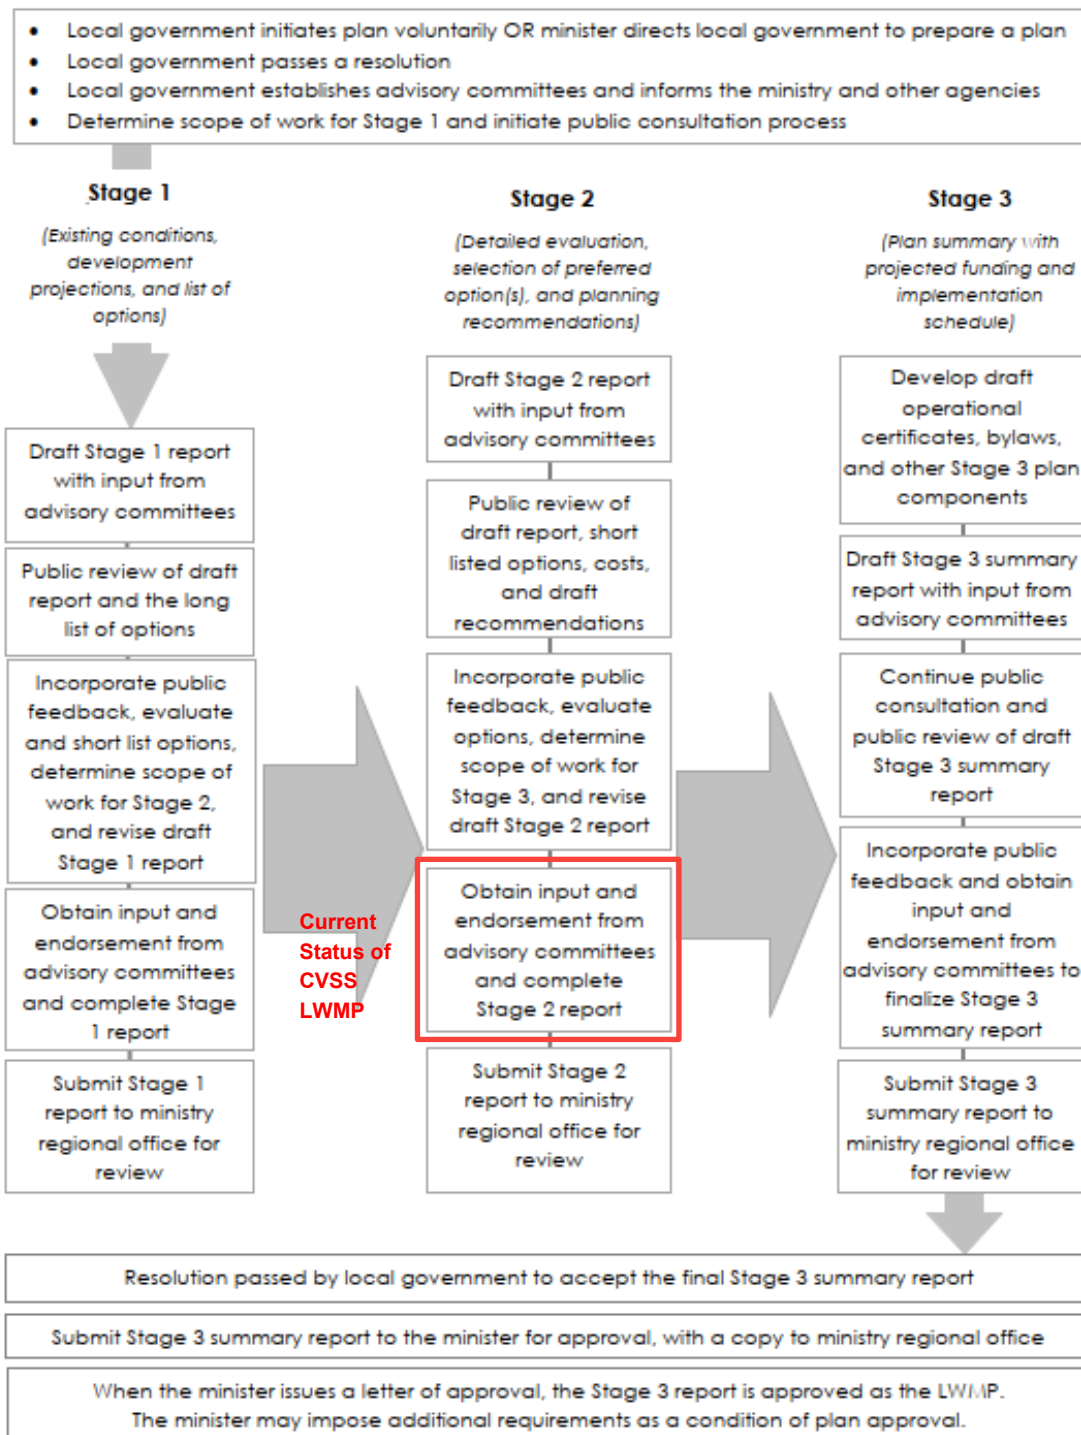 • Local government initiates plan voluntarily OR minister directs local government to prepare a plan
• Local government passes a resolution
• Local government establishes advisory committees and informs the ministry and other agencies
• Determine scope of work for Stage 1 and initiate public consultation process
Stage 1
(Existing conditions,
development
projections, and list of
options)
Draft Stage 1 report
with input from
advisory committees
Public review of draft
report and the long
list of options
Incorporate public
feedback, evaluate
and short list options,
determine scope of
work for Stage 2,
and revise draft
Stage 1 report
Obtain input and
endorsement from
advisory committees
and complete Stage
1 report
Submit Stage 1
report to ministry
regional office for
review
Current
Status of
CVSS
LWMP
Stage 2
(Detailed evaluation,
selection of preferred
option(s), and planning
recommendations)
Draft Stage 2 report
with input from
advisory committees
Public review of
draft report, short
listed options, costs,
and draft
recommendations
Incorporate public
feedback, evaluate
options, determine
scope of work for
Stage 3, and revise
draft Stage 2 report
Obtain input and
endorsement from
advisory committees
and complete
Stage 2 report
Submit Stage 2
report to ministry
regional office for
review
Stage 3
(Plan summary with
projected funding and
implementation
schedule)
Develop draft
operational
certificates, bylaws,
and other Stage 3 plan
components
Draft Stage 3 summary
report with input from
advisory committees
Continue public
consultation and
public review of draft
Stage 3 summary
report
Incorporate public
feedback and obtain
input and
endorsement from
advisory committees to
finalize Stage 3
summary report
Submit Stage 3
summary report to
ministry regional office
for review
Resolution passed by local government to accept the final Stage 3 summary report
Submit Stage 3 summary report to the minister for approval, with a copy to ministry regional office
When the minister issues a letter of approval, the Stage 3 report is approved as the LWMP.
The minister may impose additional requirements as a condition of plan approval.